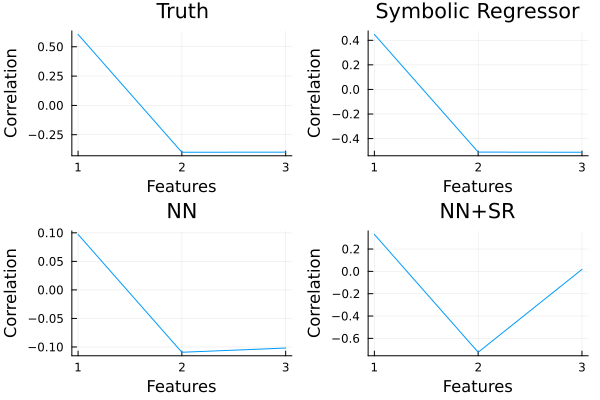 Truth
0.50
0.25
0.00
−0.25
Correlation
1 2 3
Features
Symbolic Regressor
0.4
0.2
0.0
−0.2
−0.4
Correlation
1 2 3
Features
NN
0.10
0.05
0.00
−0.05
−0.10
Correlation
1 2 3
Features
NN+SR
0.2
0.0
−0.2
−0.4
−0.6
Correlation
1 2 3
Features